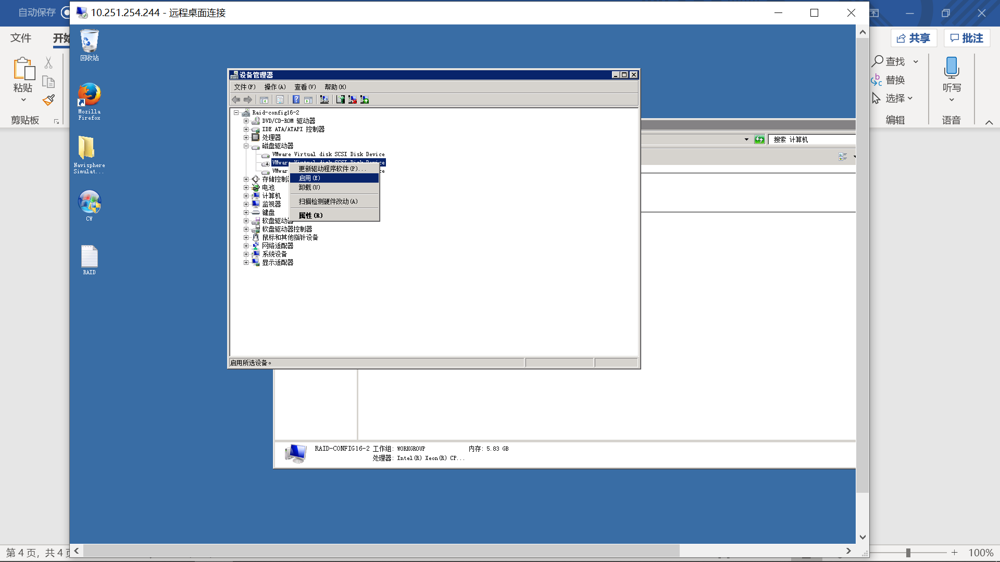 自动保存
10.251.254.244 - 远程桌面连接
文件
开始
共享
批注
粘贴
剪贴板
查找
替换
选择
编辑
听写
语音
回收站
Mozilla
Firefox
Navisphere
Simulat...
CW
RAID
设备管理器
文件(F) 操作(A) 查看(V) 帮助(H)
Raid-config16-2
DVD/CD-ROM 驱动器
IDE ATA/ATAPI 控制器
处理器
磁盘驱动器
VMware Virtual disk SCSI Disk Device
VMware Virtual disk SCSI Disk Device
VMwar
e
存储控制
电池
计算机
监视器
键盘
软盘驱动器
软盘驱动器控制器
鼠标和其他指针设备
网络适配器
系统设备
显示适配器
更新驱动程序软件(P)...
启用(E)
卸载(U)
扫描检测硬件改动(A)
属性(R)
启用所选设备。
搜索 计算机
RAID-CONFIG16-2 工作组: WORKGROUP 内存: 5.83 GB
处理器: Intel(R) Xeon(R) CP...
第 4 页，共 4
100%